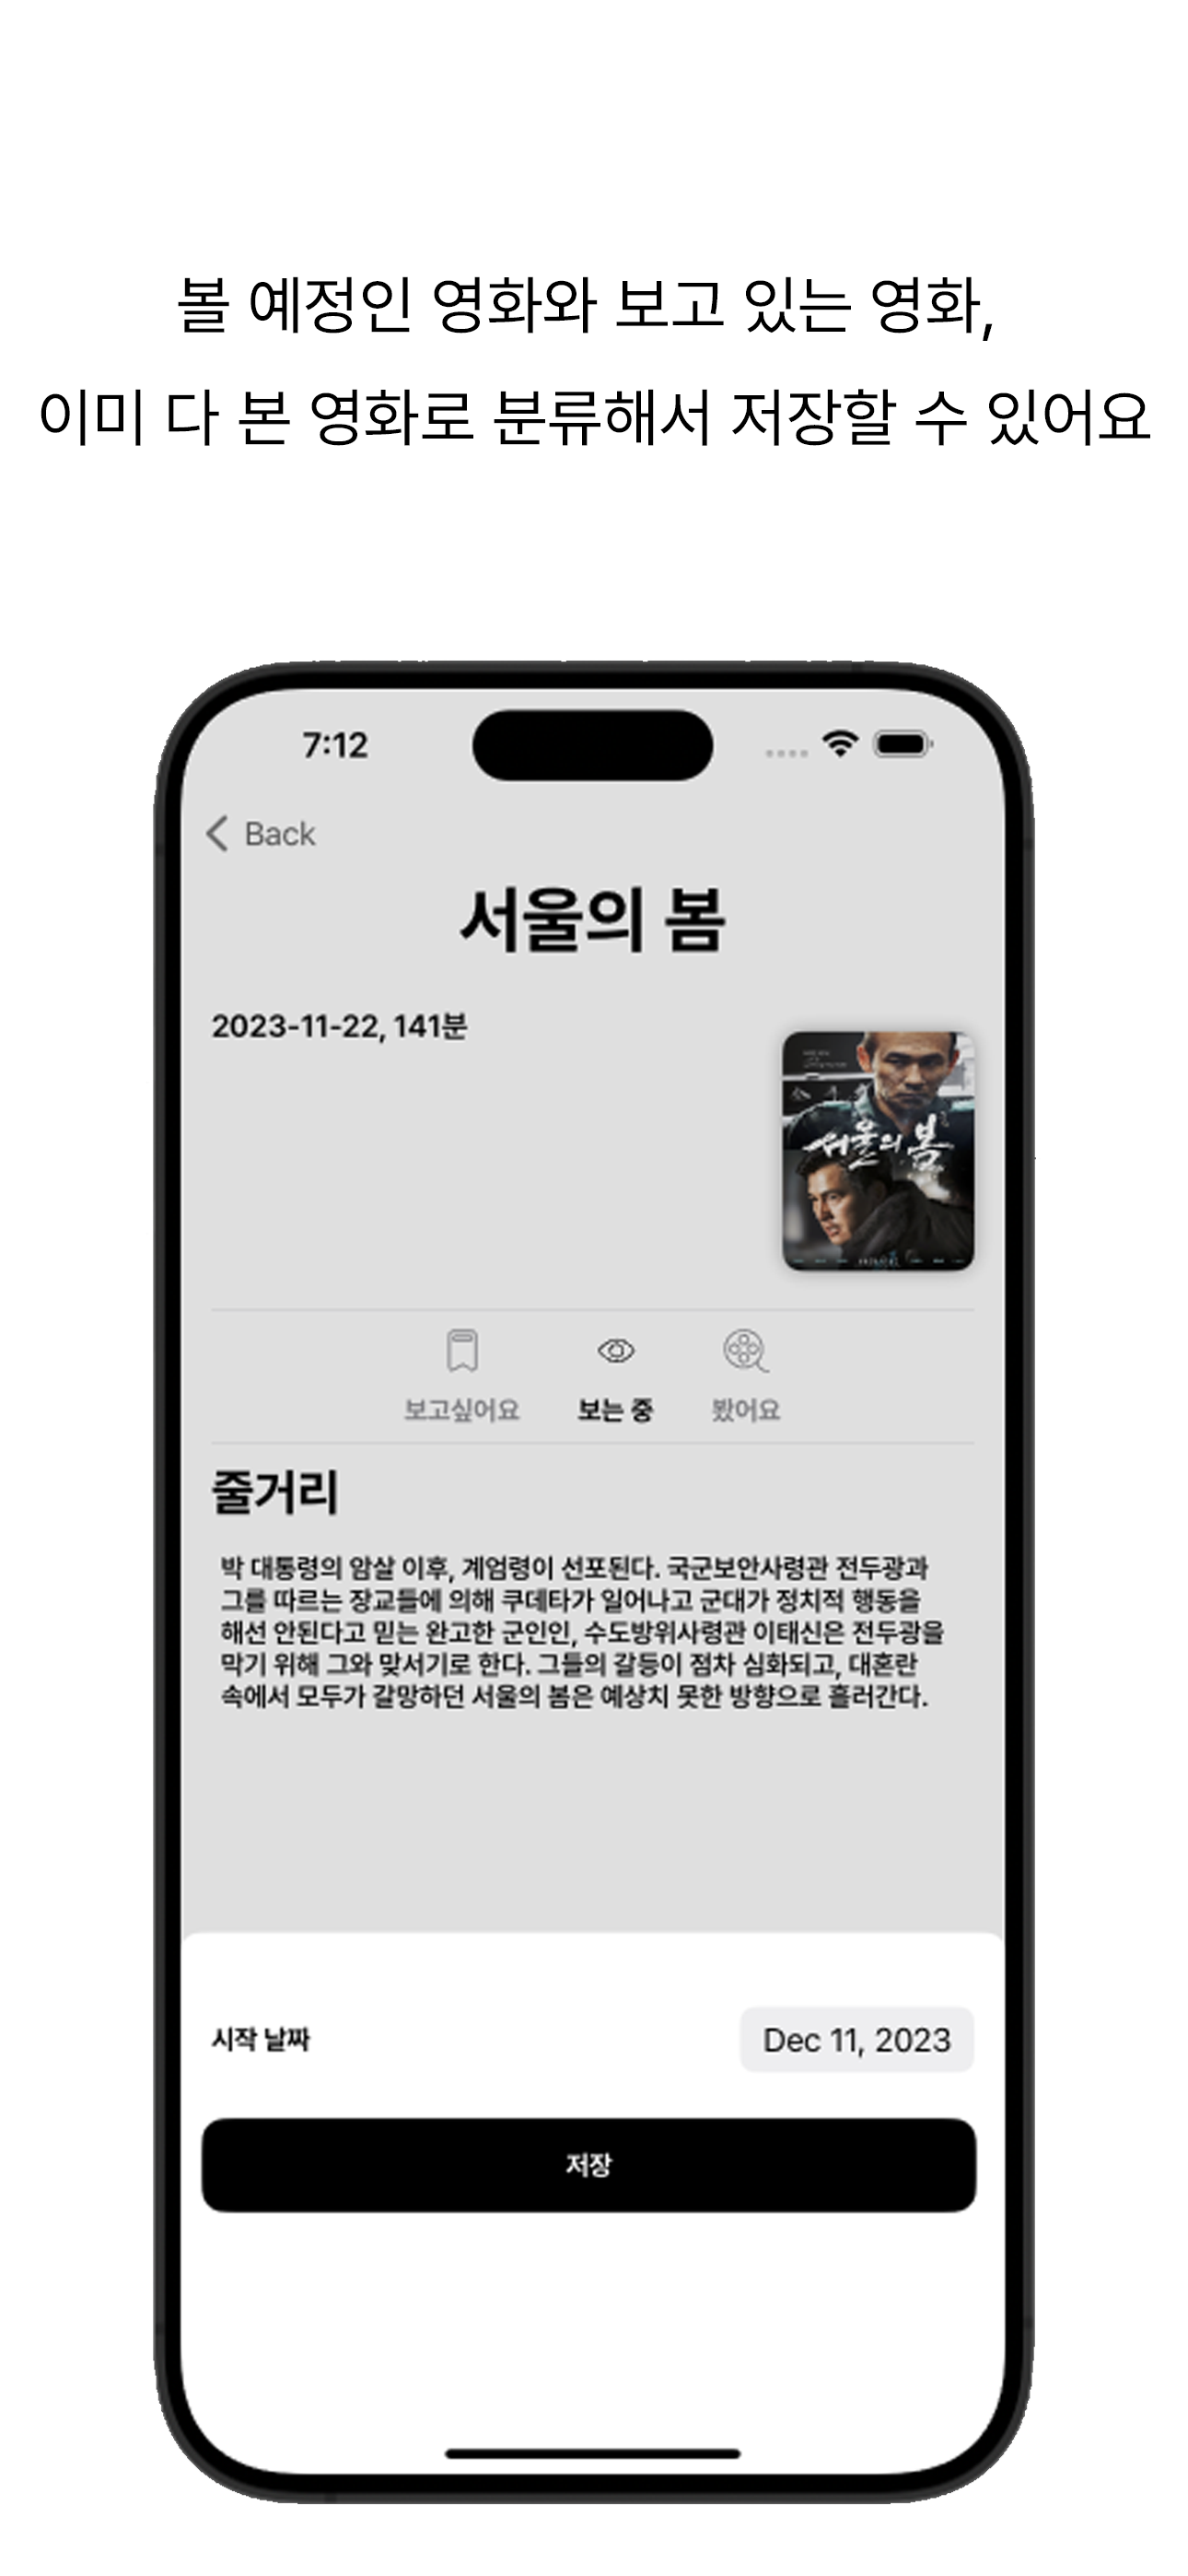 볼 예정인 영화와 보고 있는 영화,
이미 다 본 영화로 분류해서 저장할 수 있어요
7:12
Back
서울의 봄
2023-11-22, 141분
서울의 봄
보고싶어요 보는 중 봤어요
줄거리
박 대통령의 암살 이후, 계엄령이 선포된다. 국군보안사령관 전두광과
그를 따르는 장교들에 의해 쿠데타가 일어나고 군대가 정치적 행동을
해선 안된다고 믿는 완고한 군인인, 수도방위사령관 이태신은 전두광을
막기 위해 그와 맞서기로 한다. 그들의 갈등이 점차 심화되고, 대혼란
속에서 모두가 갈망하던 서울의 봄은 예상치 못한 방향으로 흘러간다.
시작 날짜 Dec 11, 2023
저장